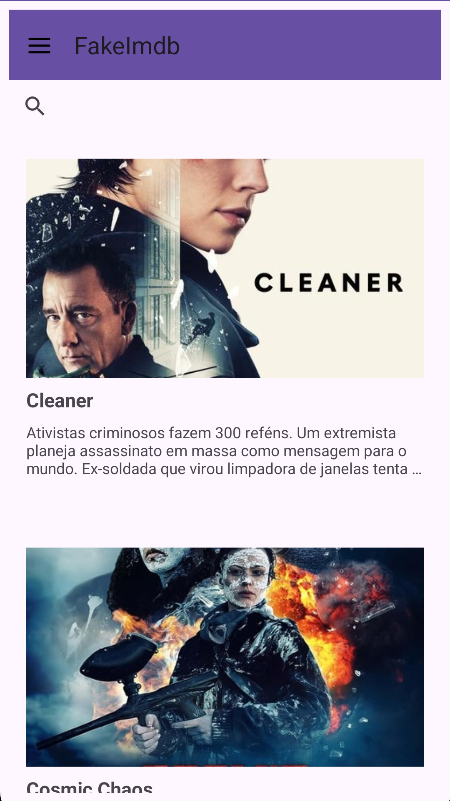 FakeImdb
CLEANER
Cleaner
Ativistas criminosos fazem 300 reféns. Um extremista
planeja assassinato em massa como mensagem para o
mundo. Ex-soldada que virou limpadora de janelas tenta ...
Cosmic Chaos